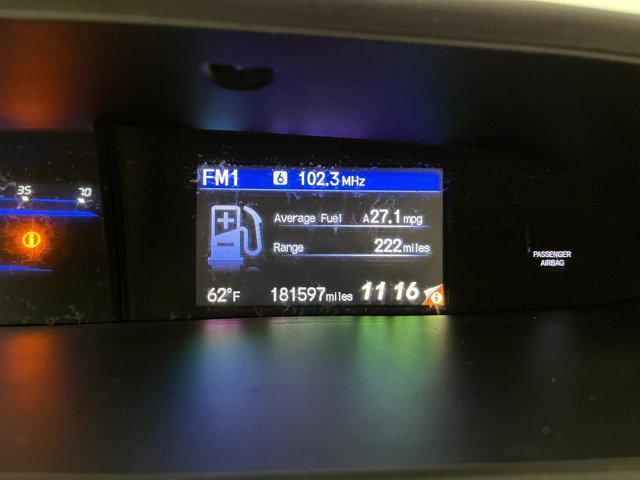 35 70
FM1 6 102.3 MHz
Average Fuel A27.1 mpg
Range 222 miles
62°F 181597 miles 11 16
PASSENGER
AIRBAG